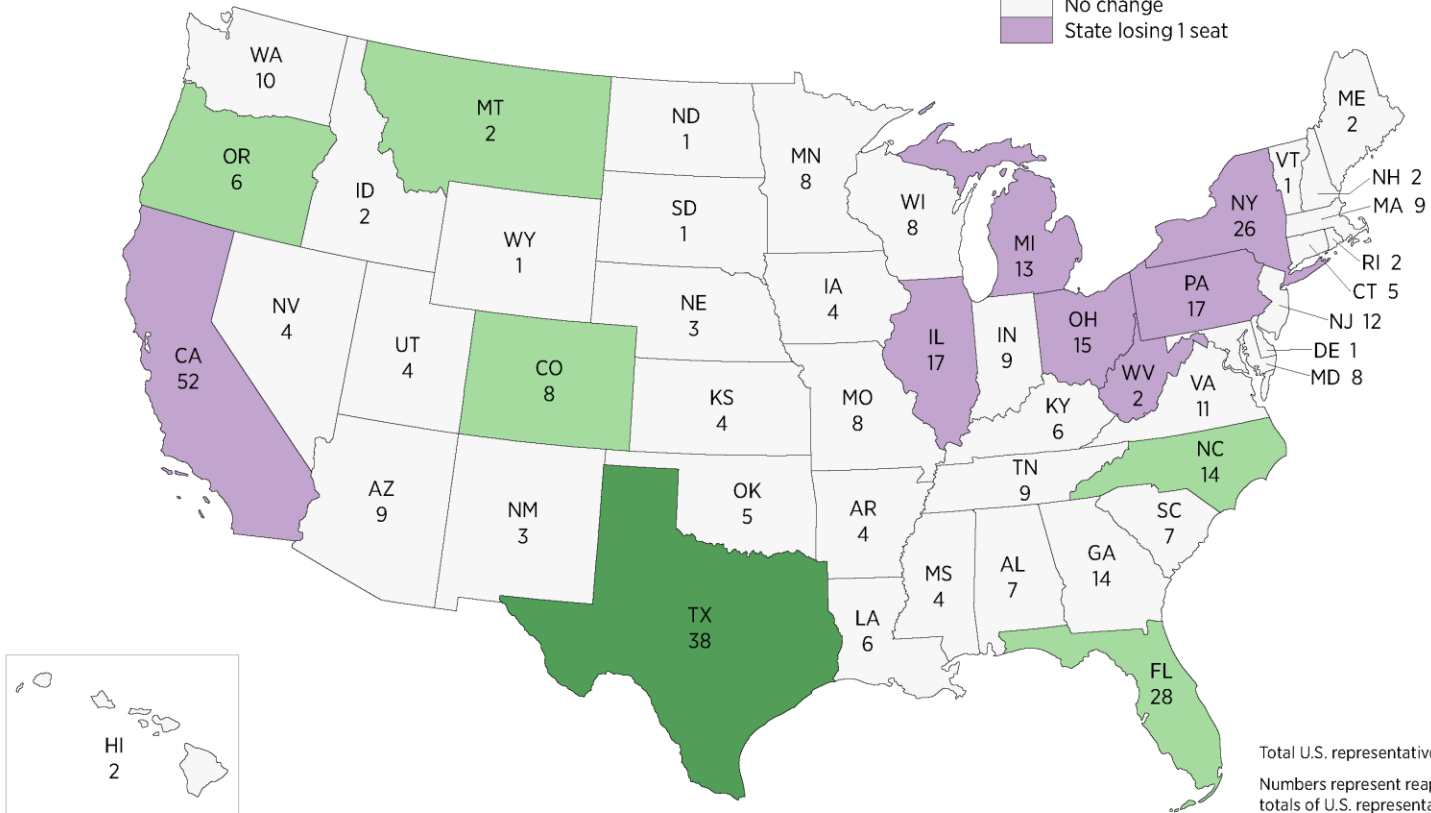 No change
State losing 1 seat
WA
10
MT
2
ND
1
ME
2
OR
6
MN
8
VT
1
NH 2
ID
2
SD
1
WI
8
NY
26
MA 9
WY
1
MI
13
RI 2
CT 5
NV
4
NE
3
IA
4
PA
17
NJ 12
UT
4
IL
17
IN
9
OH
15
DE 1
CA
52
CO
8
WV
2
MD 8
KS
4
MO
8
KY
6
VA
11
AZ
9
NM
3
OK
5
AR
4
TN
9
NC
14
SC
7
MS
4
AL
7
GA
14
TX
38
LA
6
FL
28
HI
2
Total U.S.
Numbers represent
totals of U.S.